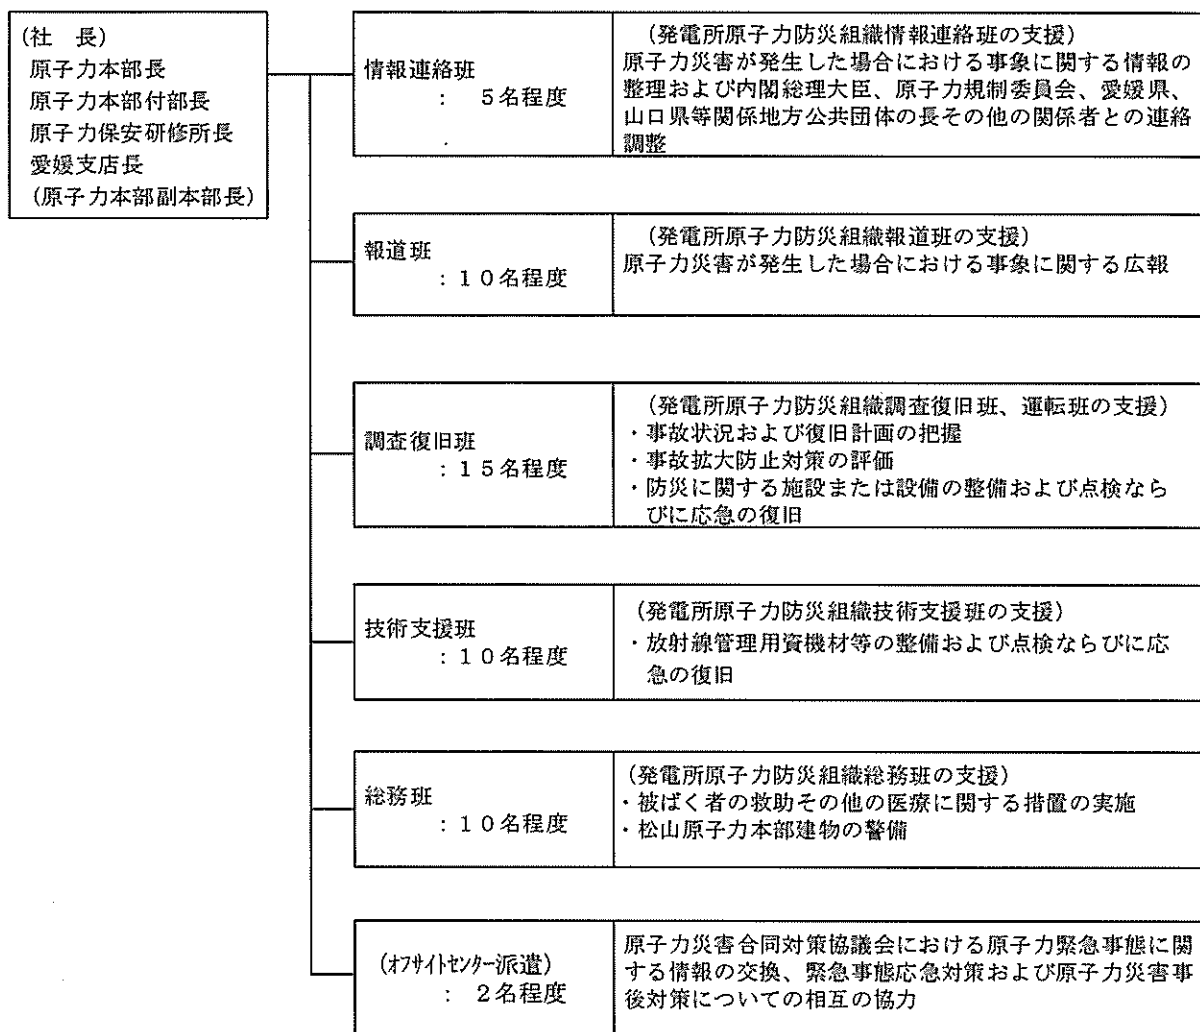 (社　長)
原子力本部長
原子力本部付部長
原子力保安研修所長
愛媛支店長
(原子力本部副本部長)
情報連絡班
：　５名程度
(発電所原子力防災組織情報連絡班の支援)
原子力災害が発生した場合における事象に関する情報の
整理および内閣総理大臣、原子力規制委員会、愛媛県、
山口県等関係地方公共団体の長その他の関係者との連絡
調整
報道班
：１０名程度
(発電所原子力防災組織報道班の支援)
原子力災害が発生した場合における事象に関する広報
調査復旧班
：１５名程度
(発電所原子力防災組織調査復旧班、運転班の支援)
・事故状況および復旧計画の把握
・事故拡大防止対策の評価
・防災に関する施設または設備の整備および点検なら
びに応急の復旧
技術支援班
：１０名程度
(発電所原子力防災組織技術支援班の支援)
・放射線管理用資機材等の整備および点検ならびに応
急の復旧
総務班
：１０名程度
(発電所原子力防災組織総務班の支援)
・被ばく者の救助その他の医療に関する措置の実施
・松山原子力本部建物の警備
(ｵﾌｻｲﾄｾﾝﾀｰ派遣)
：　２名程度
原子力災害合同対策協議会における原子力緊急事態に関
する情報の交換、緊急事態応急対策および原子力災害事
後対策についての相互の協力